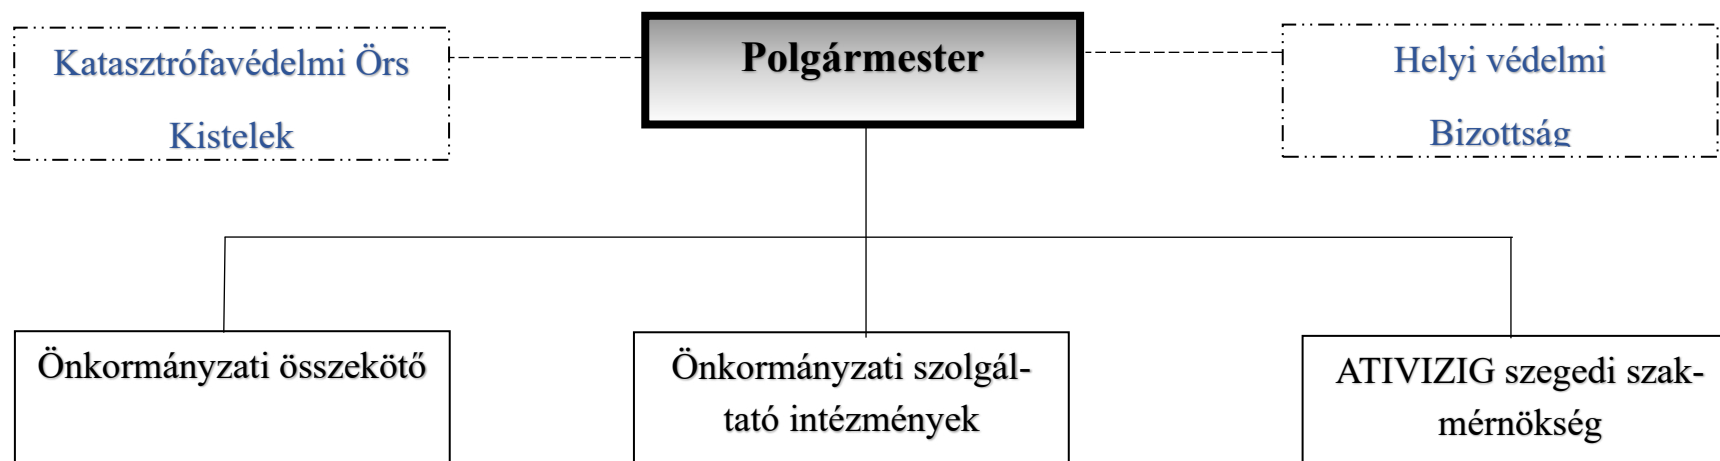 Katasztrófavédelmi Örs
Kistelek
Polgármester
Helyi védelmi
Bizottság
Önkormányzati összekötő
Önkormányzati szolgál-
tató intézmények
ATIVIZIG szegedi szak-
mérnökség